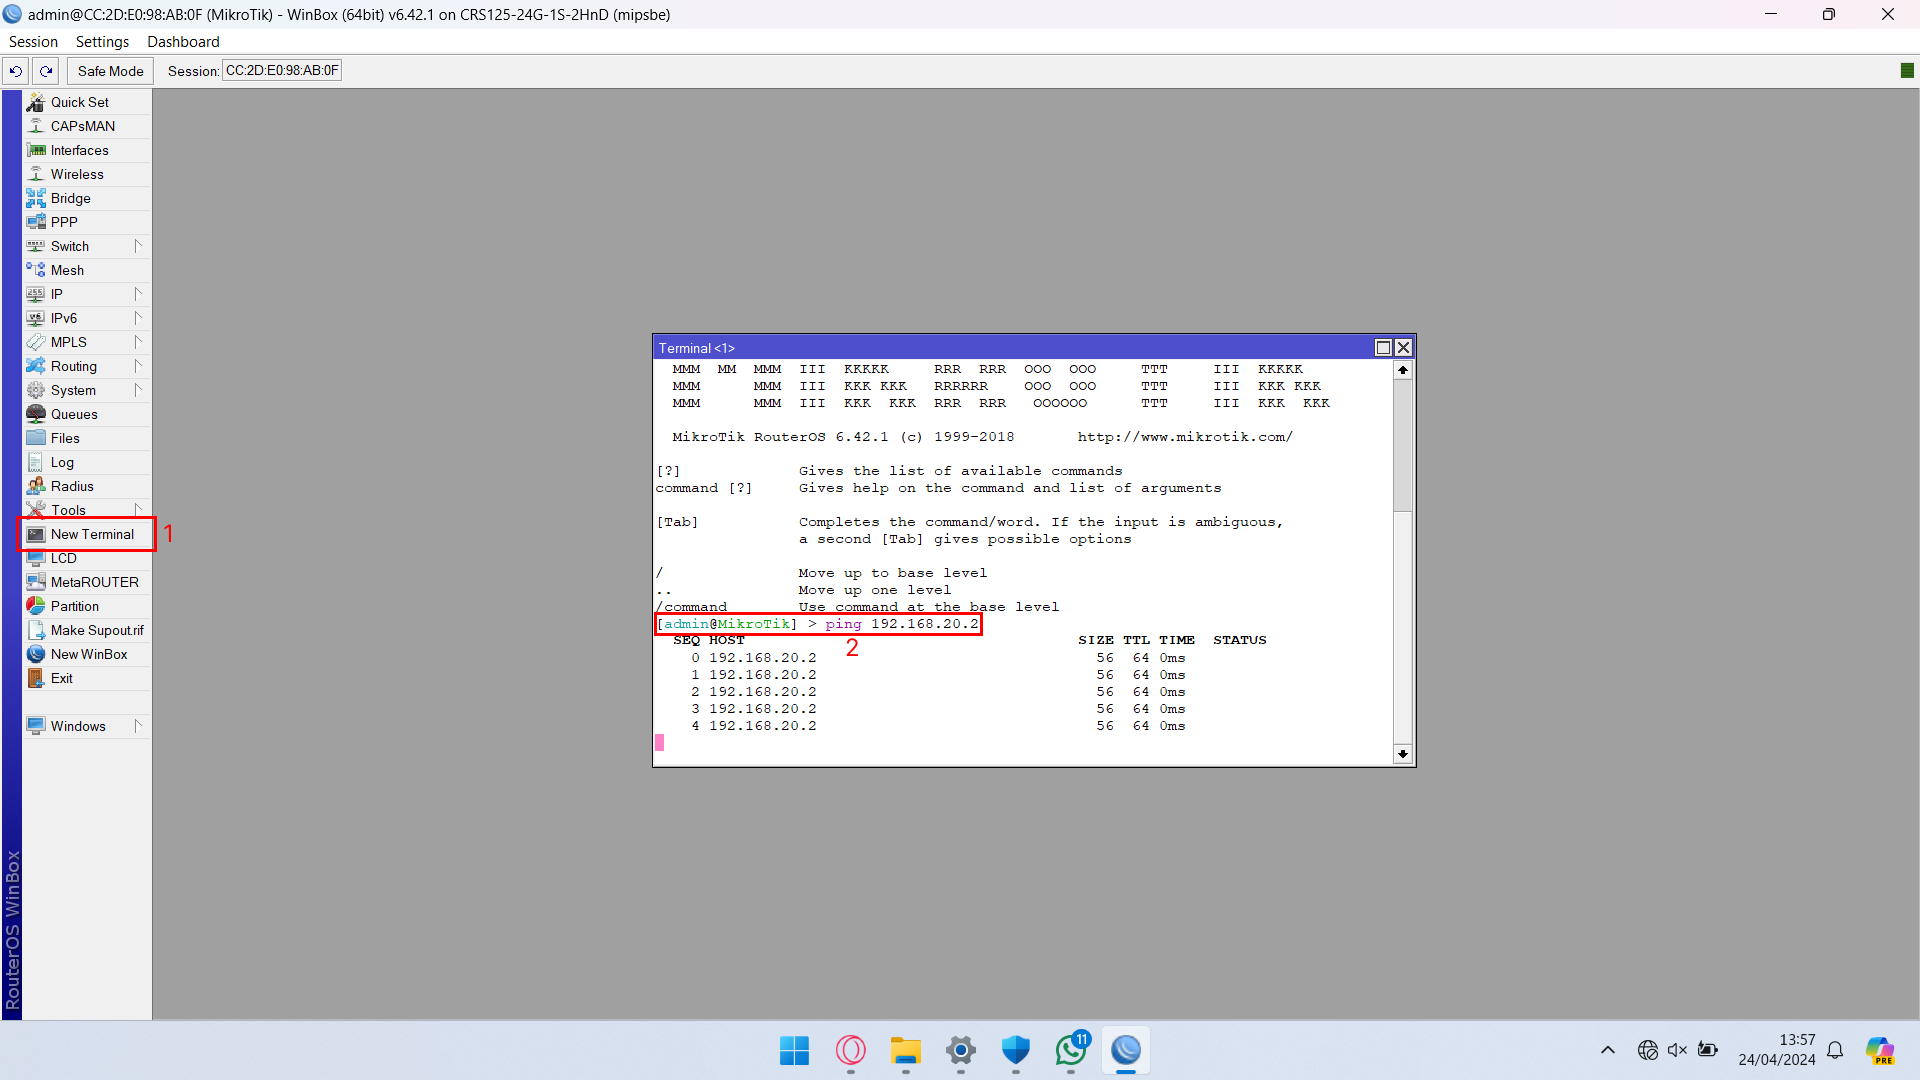 admin@CC:2D:E0:98:AB:0F (MikroTik) - WinBox (64bit) v6.42.1 on CRS125-24G-1S-2HnD (mipsbe)
Session Settings Dashboard
Safe Mode Session: CC:2D:E0:98:AB:0F
Quick Set
CAPsMAN
Interfaces
Wireless
Bridge
PPP
Switch
Mesh
IP
IPv6
MPLS
Routing
System
Queues
Files
Log
Radius
Tools
New Terminal 1
LCD
MetaROUTER
Partition
Make Supout.rif
New WinBox
Exit
Windows
RouterOS WinBox
Terminal <1>
MMM MM MMM III KKKKK RRR RRR OOO OOO TTT III KKKKK
MMM MMM III KKK KKK RRRRRR OOO OOO TTT III KKK KKK
MMM MMM III KKK KKK RRR RRR OOOOOO TTT III KKK KKK
MikroTik RouterOS 6.42.1 (c) 1999-2018 http://www.mikrotik.com/
[?] Gives the list of available commands
command [?] Gives help on the command and list of arguments
[Tab] Completes the command/word. If the input is ambiguous,
a second [Tab] gives possible options
/ Move up to base level
.. Move up one level
/command Use command at the base level
[admin@MikroTik] > ping 192.168.20.2
2
SEQ HOST SIZE TTL TIME STATUS
0 192.168.20.2 56 64 0ms
1 192.168.20.2 56 64 0ms
2 192.168.20.2 56 64 0ms
3 192.168.20.2 56 64 0ms
4 192.168.20.2 56 64 0ms
11
13:57
24/04/2024
PRE